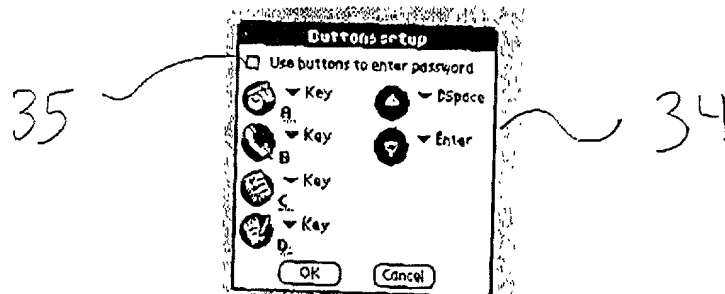 Buttons setup
Use buttons to enter password
Key
BSpace
A
Key
Enter
B
Key
C
Key
D
OK Cancel
35
34